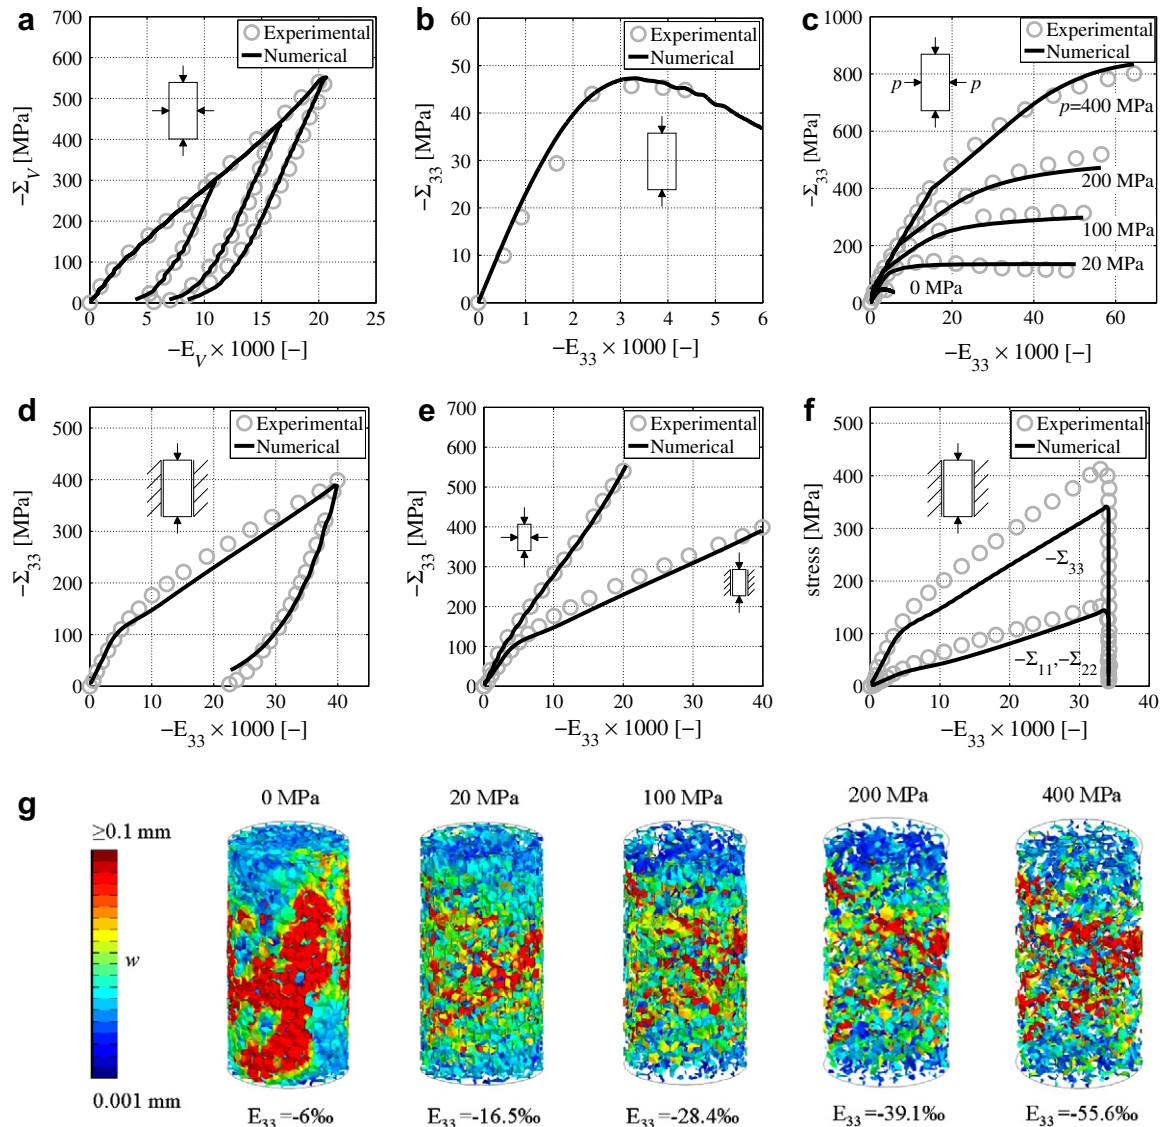 a
−Σ_V [MPa]
700
600
500
400
300
200
100
0
0 5 10 15 20 25
−E_V × 1000 [−]
Experimental
Numerical
b
−Σ_33 [MPa]
60
50
40
30
20
10
0
0 1 2 3 4 5 6
−E_33 × 1000 [−]
Experimental
Numerical
c
−Σ_33 [MPa]
1000
800
600
400
200
0
0 20 40 60
−E_33 × 1000 [−]
Experimental
Numerical
p p
p=400 MPa
200 MPa
100 MPa
20 MPa
0 MPa
d
−Σ_33 [MPa]
500
400
300
200
100
0
0 10 20 30 40
−E_33 × 1000 [−]
Experimental
Numerical
e
−Σ_33 [MPa]
700
600
500
400
300
200
100
0
0 10 20 30 40
−E_33 × 1000 [−]
Experimental
Numerical
f
stress [MPa]
500
400
300
200
100
0
0 10 20 30 40
−E_33 × 1000 [−]
Experimental
Numerical
−Σ_33
−Σ_11,−Σ_22
g
≥0.1 mm
w
0.001 mm
0 MPa 20 MPa 100 MPa 200 MPa 400 MPa
E_33 =-6‰ E_33 =-16.5‰ E_33 =-28.4‰ E_33 =-39.1‰ E_33 =-55.6‰